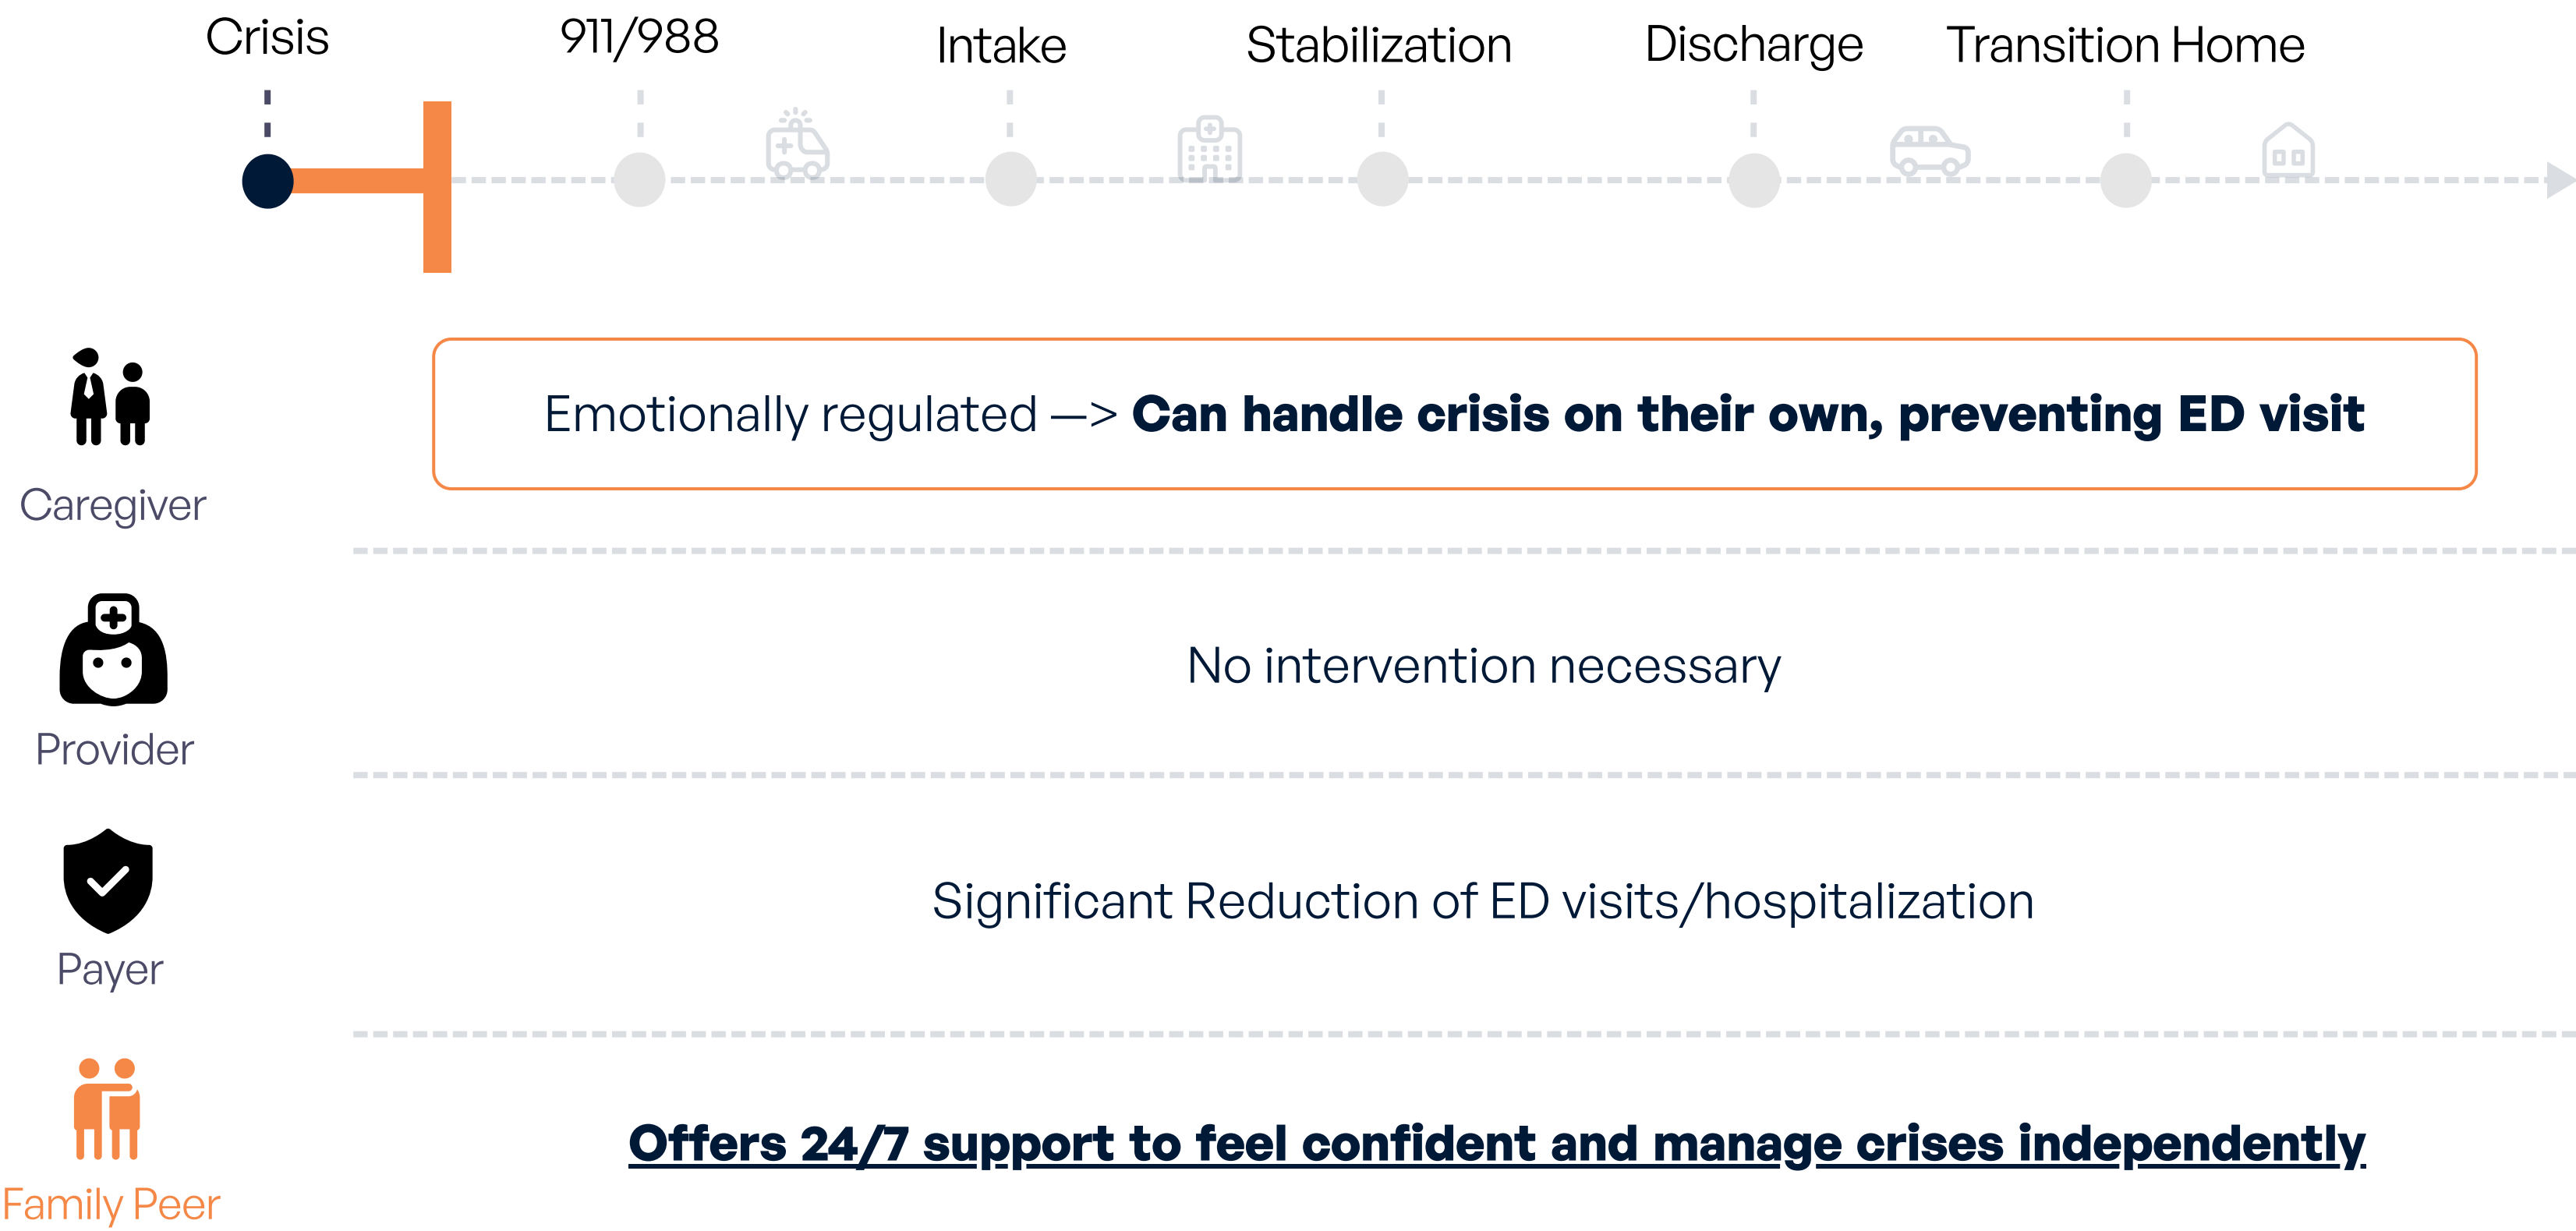 Crisis
911/988
Intake
Stabilization
Discharge
Transition Home
Emotionally regulated —> Can handle crisis on their own, preventing ED visit
Caregiver
No intervention necessary
Provider
Significant Reduction of ED visits/hospitalization
Payer
Offers 24/7 support to feel confident and manage crises independently
Family Peer